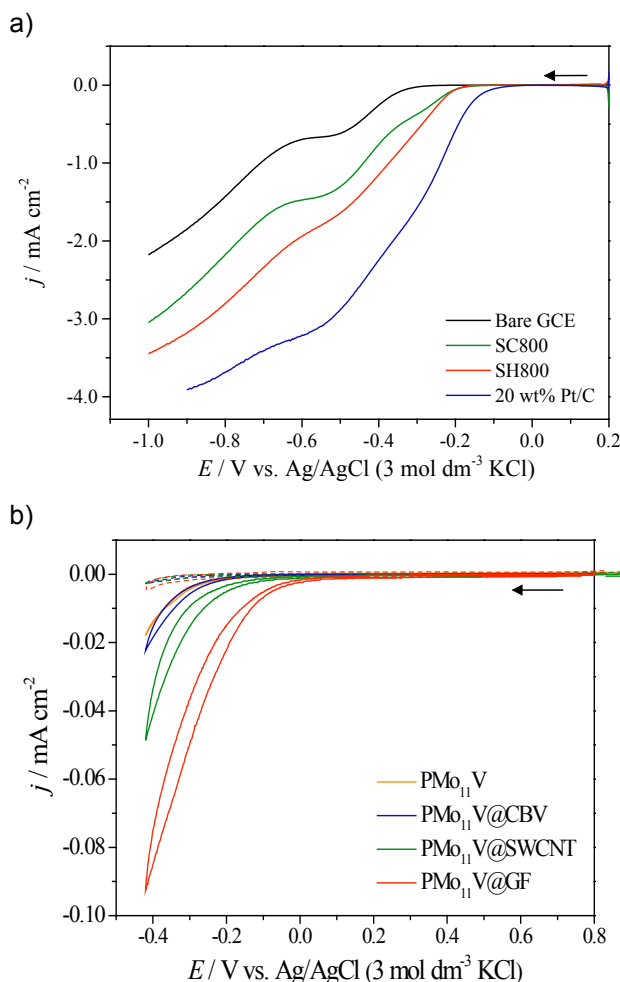 a)
0.0
-1.0
-2.0
-3.0
-4.0
j / mA cm⁻²
Bare GCE
SC800
SH800
20 wt% Pt/C
-1.0 -0.8 -0.6 -0.4 -0.2 0.0 0.2
E / V vs. Ag/AgCl (3 mol dm⁻³ KCl)
b)
0.00
-0.02
-0.04
-0.06
-0.08
-0.10
j / mA cm⁻²
PMo₁₁V
PMo₁₁V@CBV
PMo₁₁V@SWCNT
PMo₁₁V@GF
-0.4 -0.2 0.0 0.2 0.4 0.6 0.8
E / V vs. Ag/AgCl (3 mol dm⁻³ KCl)